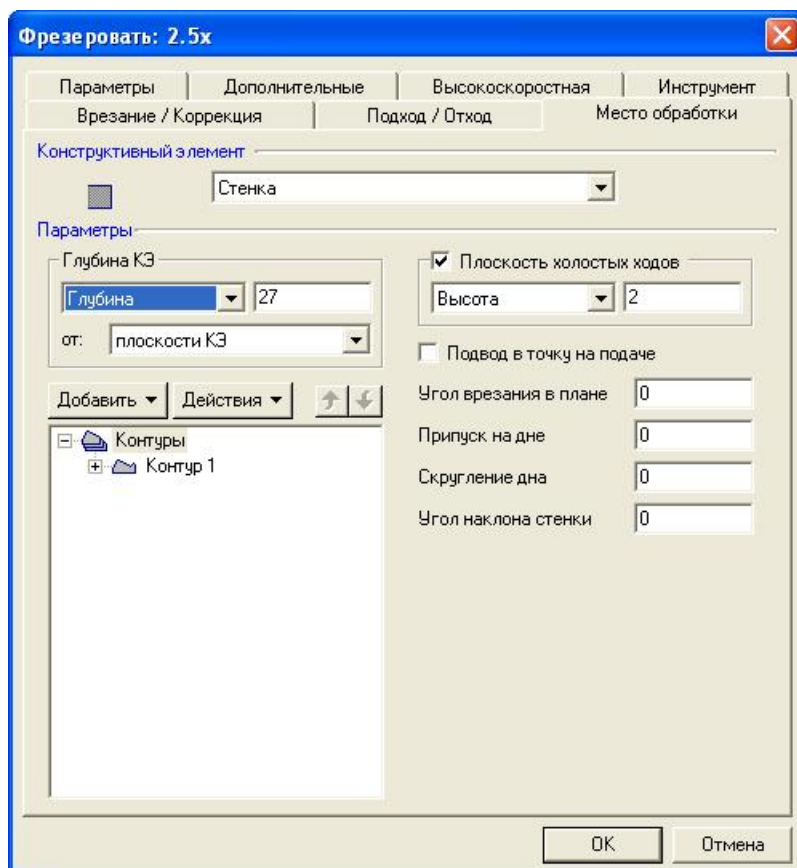 Фрезеровать: 2.5x
Параметры Дополнительные Высокоскоростная Инструмент
Врезание / Коррекция Подход / Отход Место обработки
Конструктивный элемент
Стенка
Параметры
Глубина КЭ
Глубина 27
от: плоскости КЭ
Плоскость холостых ходов
Высота 2
Подвод в точку на подаче
Добавить Действия
Контуры
Контур 1
Угол врезания в плане 0
Припуск на дне 0
Скругление дна 0
Угол наклона стенки 0
OK Отмена